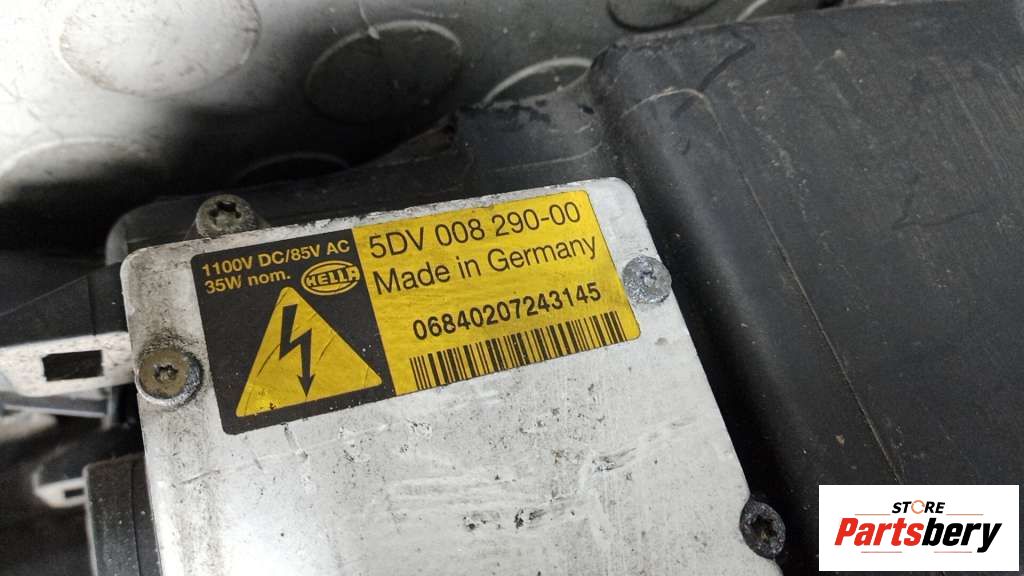 1100V DC/85V AC
35W nom.
HELLA
5DV 008 290-00
Made in Germany
06840207243145
STORE
Partsbery